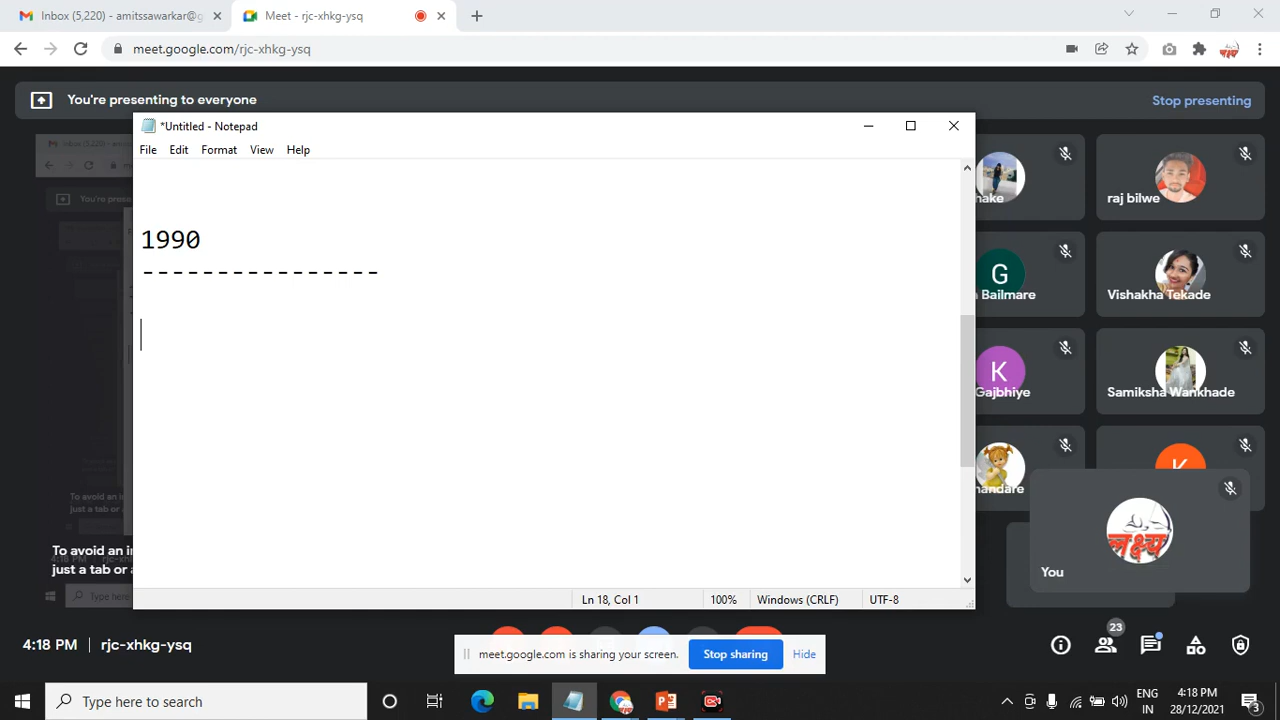 Inbox (5,220) - amitssawarkar@g
Meet - rjc-xhkg-ysq
meet.google.com/rjc-xhkg-ysq
You're presenting to everyone
Stop presenting
*Untitled - Notepad
File Edit Format View Help
1990
----------------
raj bilwe
Bailmare
Vishakha Tekade
Gajbhiye
Samiksha Wankhade
G
K
K
To avoid an
just a tab or
You
लक्ष्य
Ln 18, Col 1
100%
Windows (CRLF)
UTF-8
4:18 PM | rjc-xhkg-ysq
meet.google.com is sharing your screen.
Stop sharing
Hide
23
Type here to search
ENG
IN
4:18 PM
28/12/2021
3